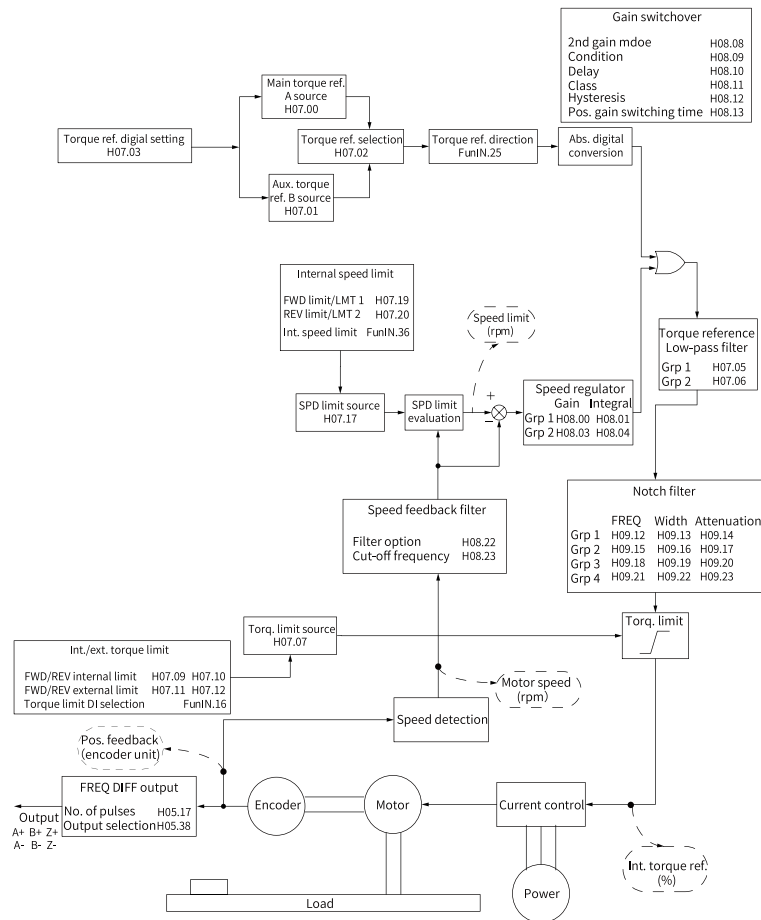 Gain switchover
2nd gain mdoe H08.08
Condition H08.09
Delay H08.10
Class H08.11
Hysteresis H08.12
Pos. gain switching time H08.13
Main torque ref.
A source
H07.00
Torque ref. digial setting
H07.03
Torque ref. selection
H07.02
Torque ref. direction
FunIN.25
Abs. digital
conversion
Aux. torque
ref. B source
H07.01
Internal speed limit
FWD limit/LMT 1 H07.19
REV limit/LMT 2 H07.20
Int. speed limit FunIN.36
Speed limit
(rpm)
Torque reference
Low-pass filter
Grp 1 H07.05
Grp 2 H07.06
SPD limit source
H07.17
SPD limit
evaluation
+
−
Speed regulator
Gain Integral
Grp 1 H08.00 H08.01
Grp 2 H08.03 H08.04
Speed feedback filter
Filter option H08.22
Cut-off frequency H08.23
Notch filter
FREQ Width Attenuation
Grp 1 H09.12 H09.13 H09.14
Grp 2 H09.15 H09.16 H09.17
Grp 3 H09.18 H09.19 H09.20
Grp 4 H09.21 H09.22 H09.23
Torq. limit source
H07.07
Torq. limit
Int./ext. torque limit
FWD/REV internal limit H07.09 H07.10
FWD/REV external limit H07.11 H07.12
Torque limit DI selection FunIN.16
Motor speed
(rpm)
Speed detection
Pos. feedback
(encoder unit)
FREQ DIFF output
No. of pulses H05.17
Output selection H05.38
Output
A+ B+ Z+
A- B- Z-
Encoder
Motor
Current control
Int. torque ref.
(%)
Power
Load